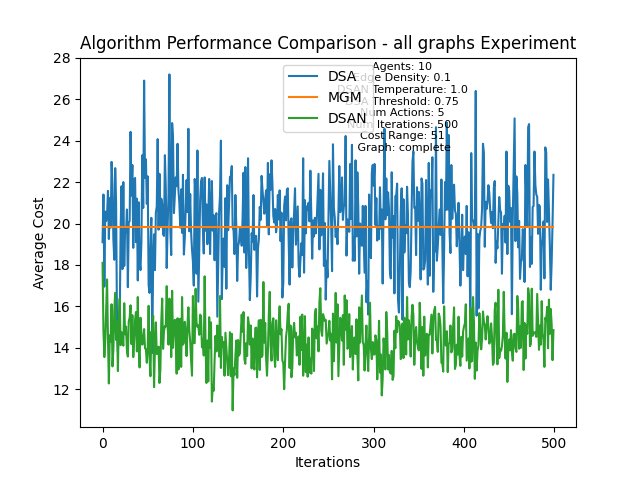 Algorithm Performance Comparison - all graphs Experiment
Agents: 10
Edge Density: 0.1
DSAN Temperature: 1.0
DSA Threshold: 0.75
Num Actions: 5
Num Iterations: 500
Cost Range: 51
Graph: complete
DSA
MGM
DSAN
Average Cost
28
26
24
22
20
18
16
14
12
0
100
200
300
400
500
Iterations